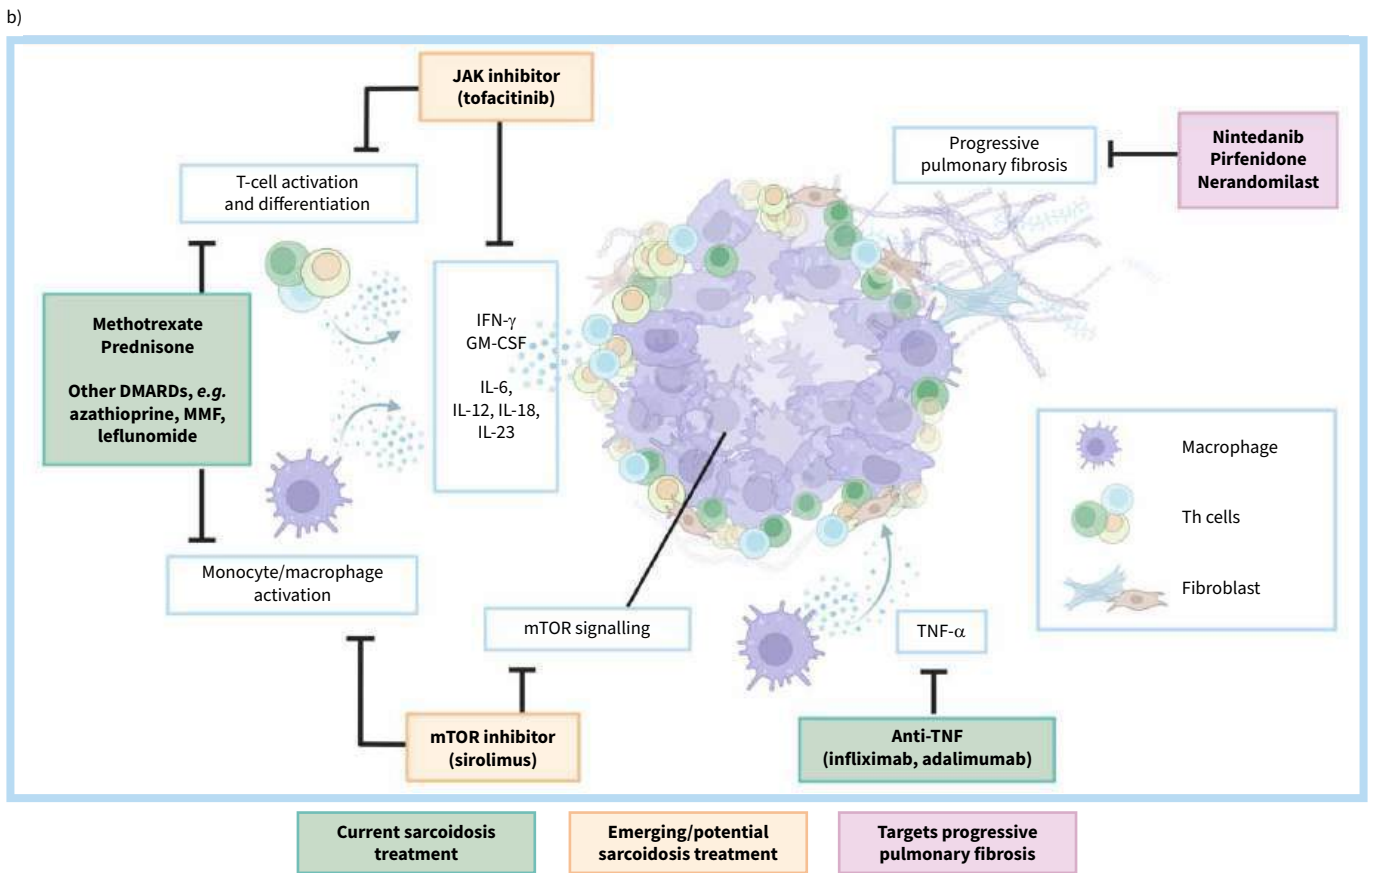 b)
JAK inhibitor
(tofacitinib)
T-cell activation
and differentiation
Progressive
pulmonary fibrosis
Nintedanib
Pirfenidone
Nerandomilast
Methotrexate
Prednisone
Other DMARDs, e.g.
azathioprine, MMF,
leflunomide
IFN-γ
GM-CSF
IL-6,
IL-12, IL-18,
IL-23
Macrophage
Th cells
Fibroblast
Monocyte/macrophage
activation
mTOR signalling
TNF-α
mTOR inhibitor
(sirolimus)
Anti-TNF
(infliximab, adalimumab)
Current sarcoidosis
treatment
Emerging/potential
sarcoidosis treatment
Targets progressive
pulmonary fibrosis